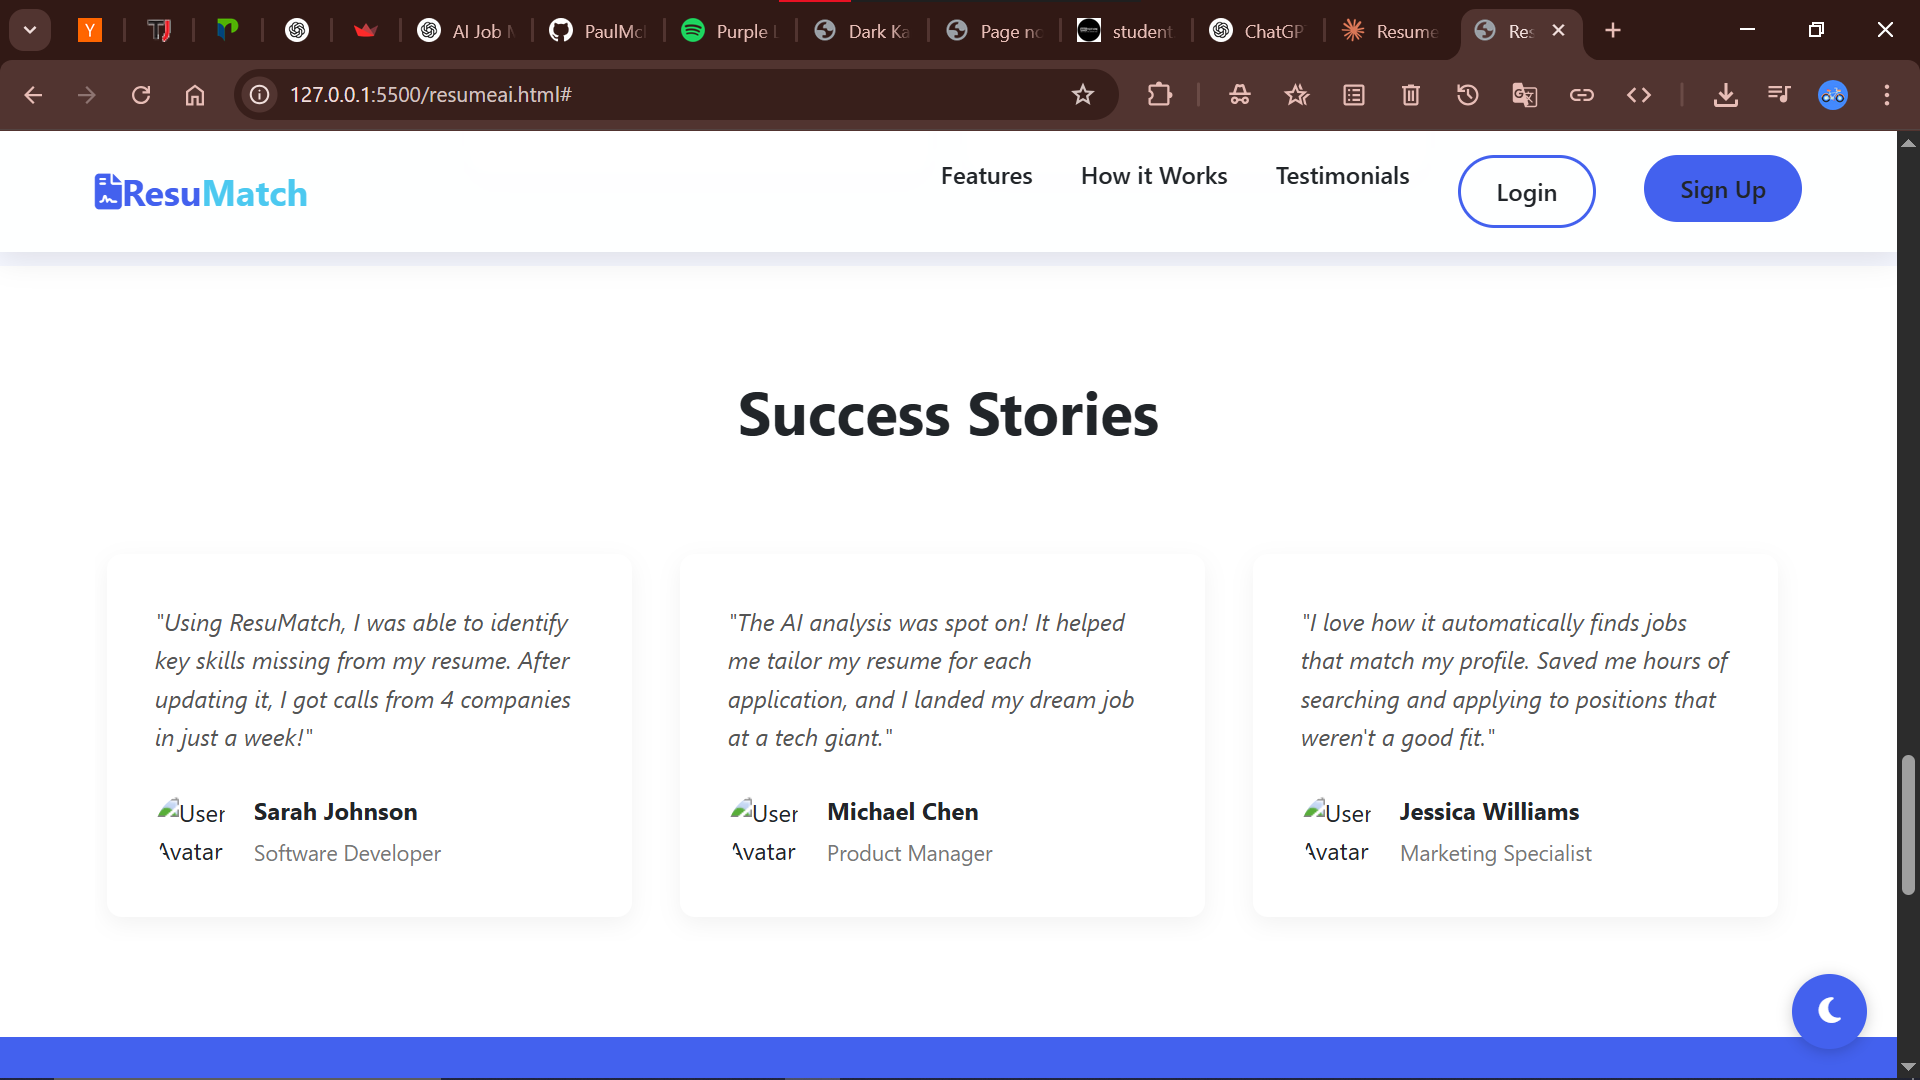 Y
TJ
AI Job M
PaulMcl
Purple L
Dark Ka
Page no
student
ChatGP
Resume
Res
127.0.0.1:5500/resumeai.html#
ResuMatch
Features
How it Works
Testimonials
Login
Sign Up
Success Stories
"Using ResuMatch, I was able to identify
key skills missing from my resume. After
updating it, I got calls from 4 companies
in just a week!"
User
Avatar
Sarah Johnson
Software Developer
"The AI analysis was spot on! It helped
me tailor my resume for each
application, and I landed my dream job
at a tech giant."
User
Avatar
Michael Chen
Product Manager
"I love how it automatically finds jobs
that match my profile. Saved me hours of
searching and applying to positions that
weren't a good fit."
User
Avatar
Jessica Williams
Marketing Specialist